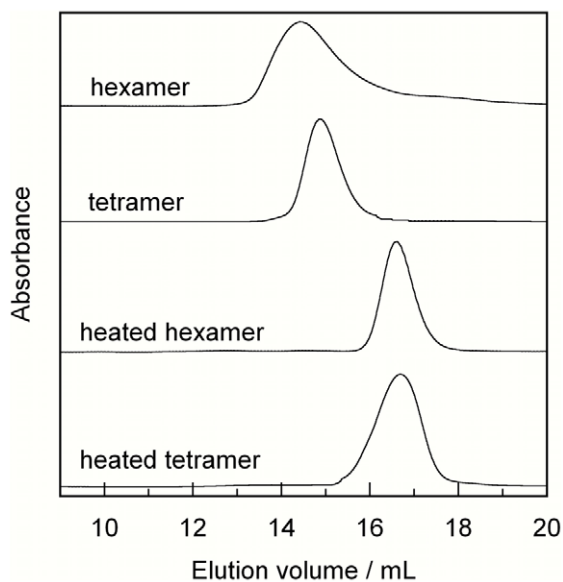 hexamer
tetramer
heated hexamer
heated tetramer
Absorbance
10 12 14 16 18 20
Elution volume / mL